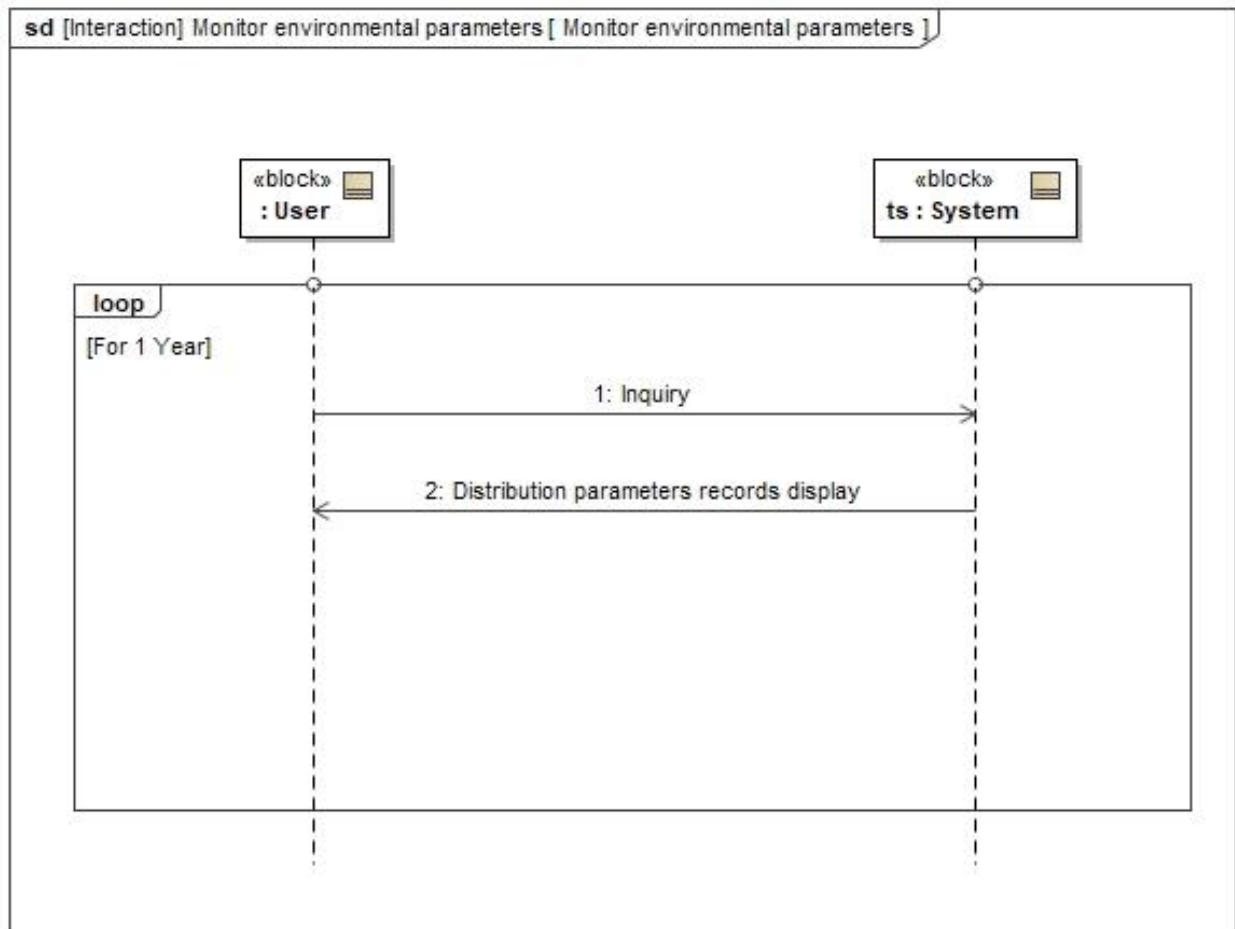 sd [Interaction] Monitor environmental parameters [ Monitor environmental parameters ]
«block»
: User
«block»
ts : System
loop
[For 1 Year]
1: Inquiry
2: Distribution parameters records display